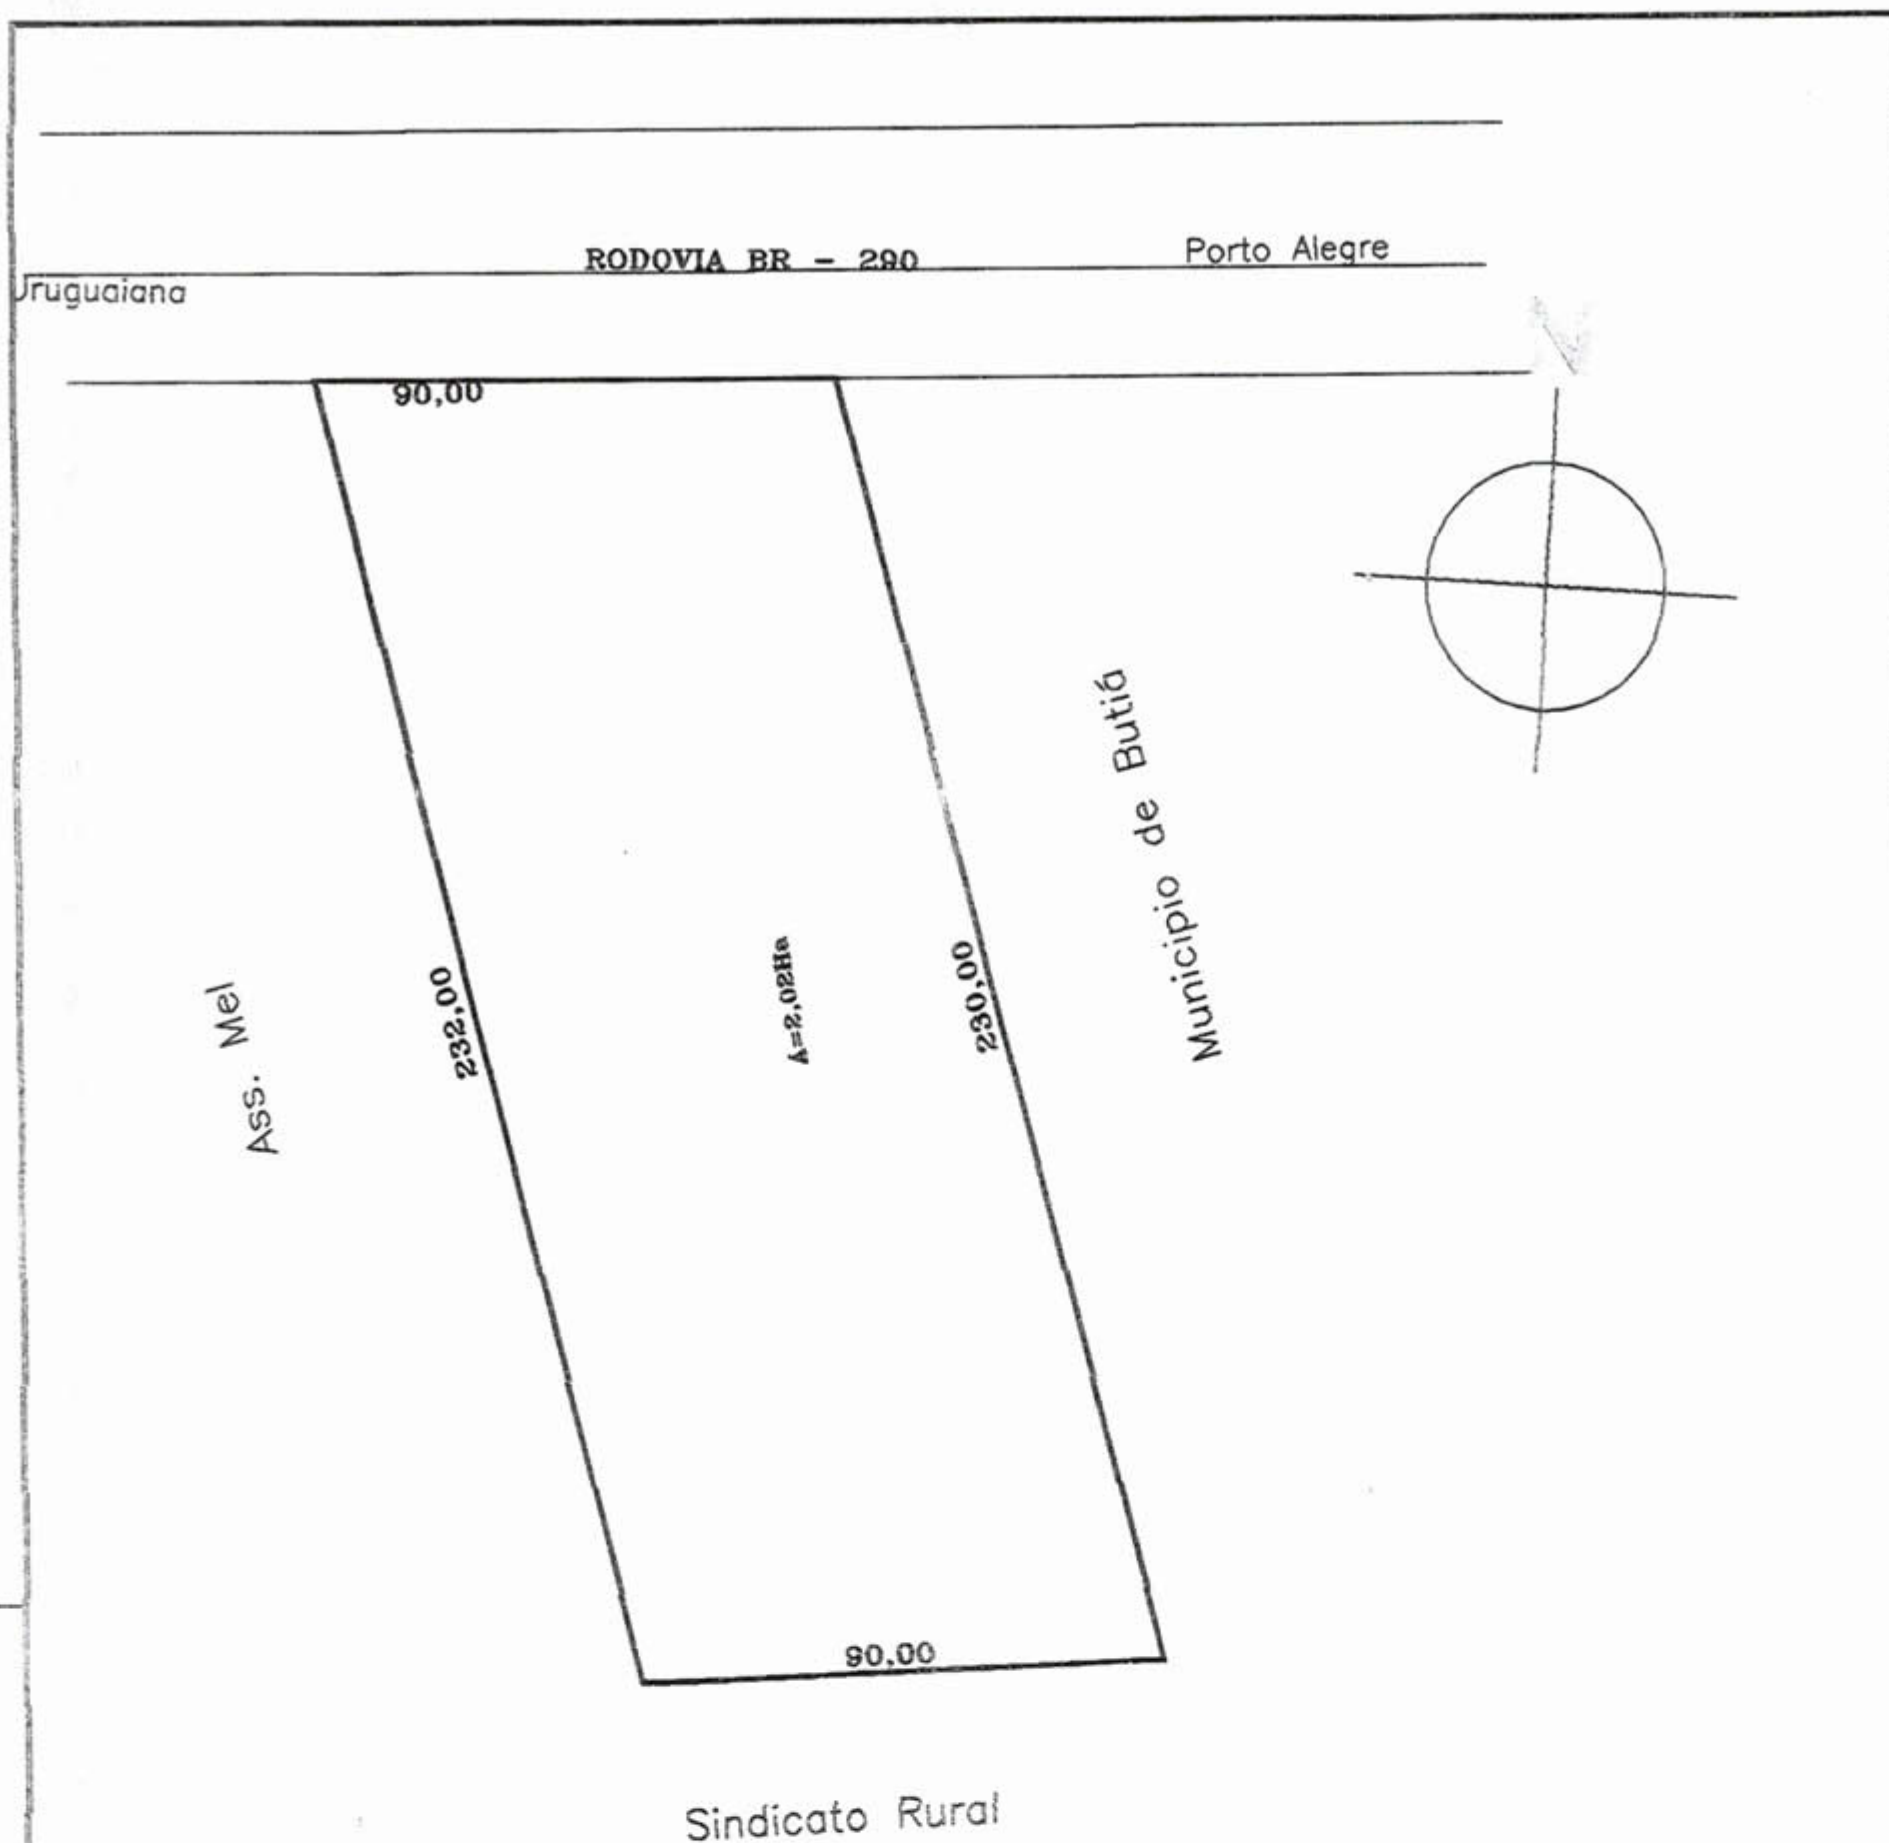 RODOVIA BR - 290
Porto Alegre
Uruguaiana
N
90,00
Municipio de Butiá
Ass. Mel
232,00
A=2,02Ha
230,00
90,00
Sindicato Rural